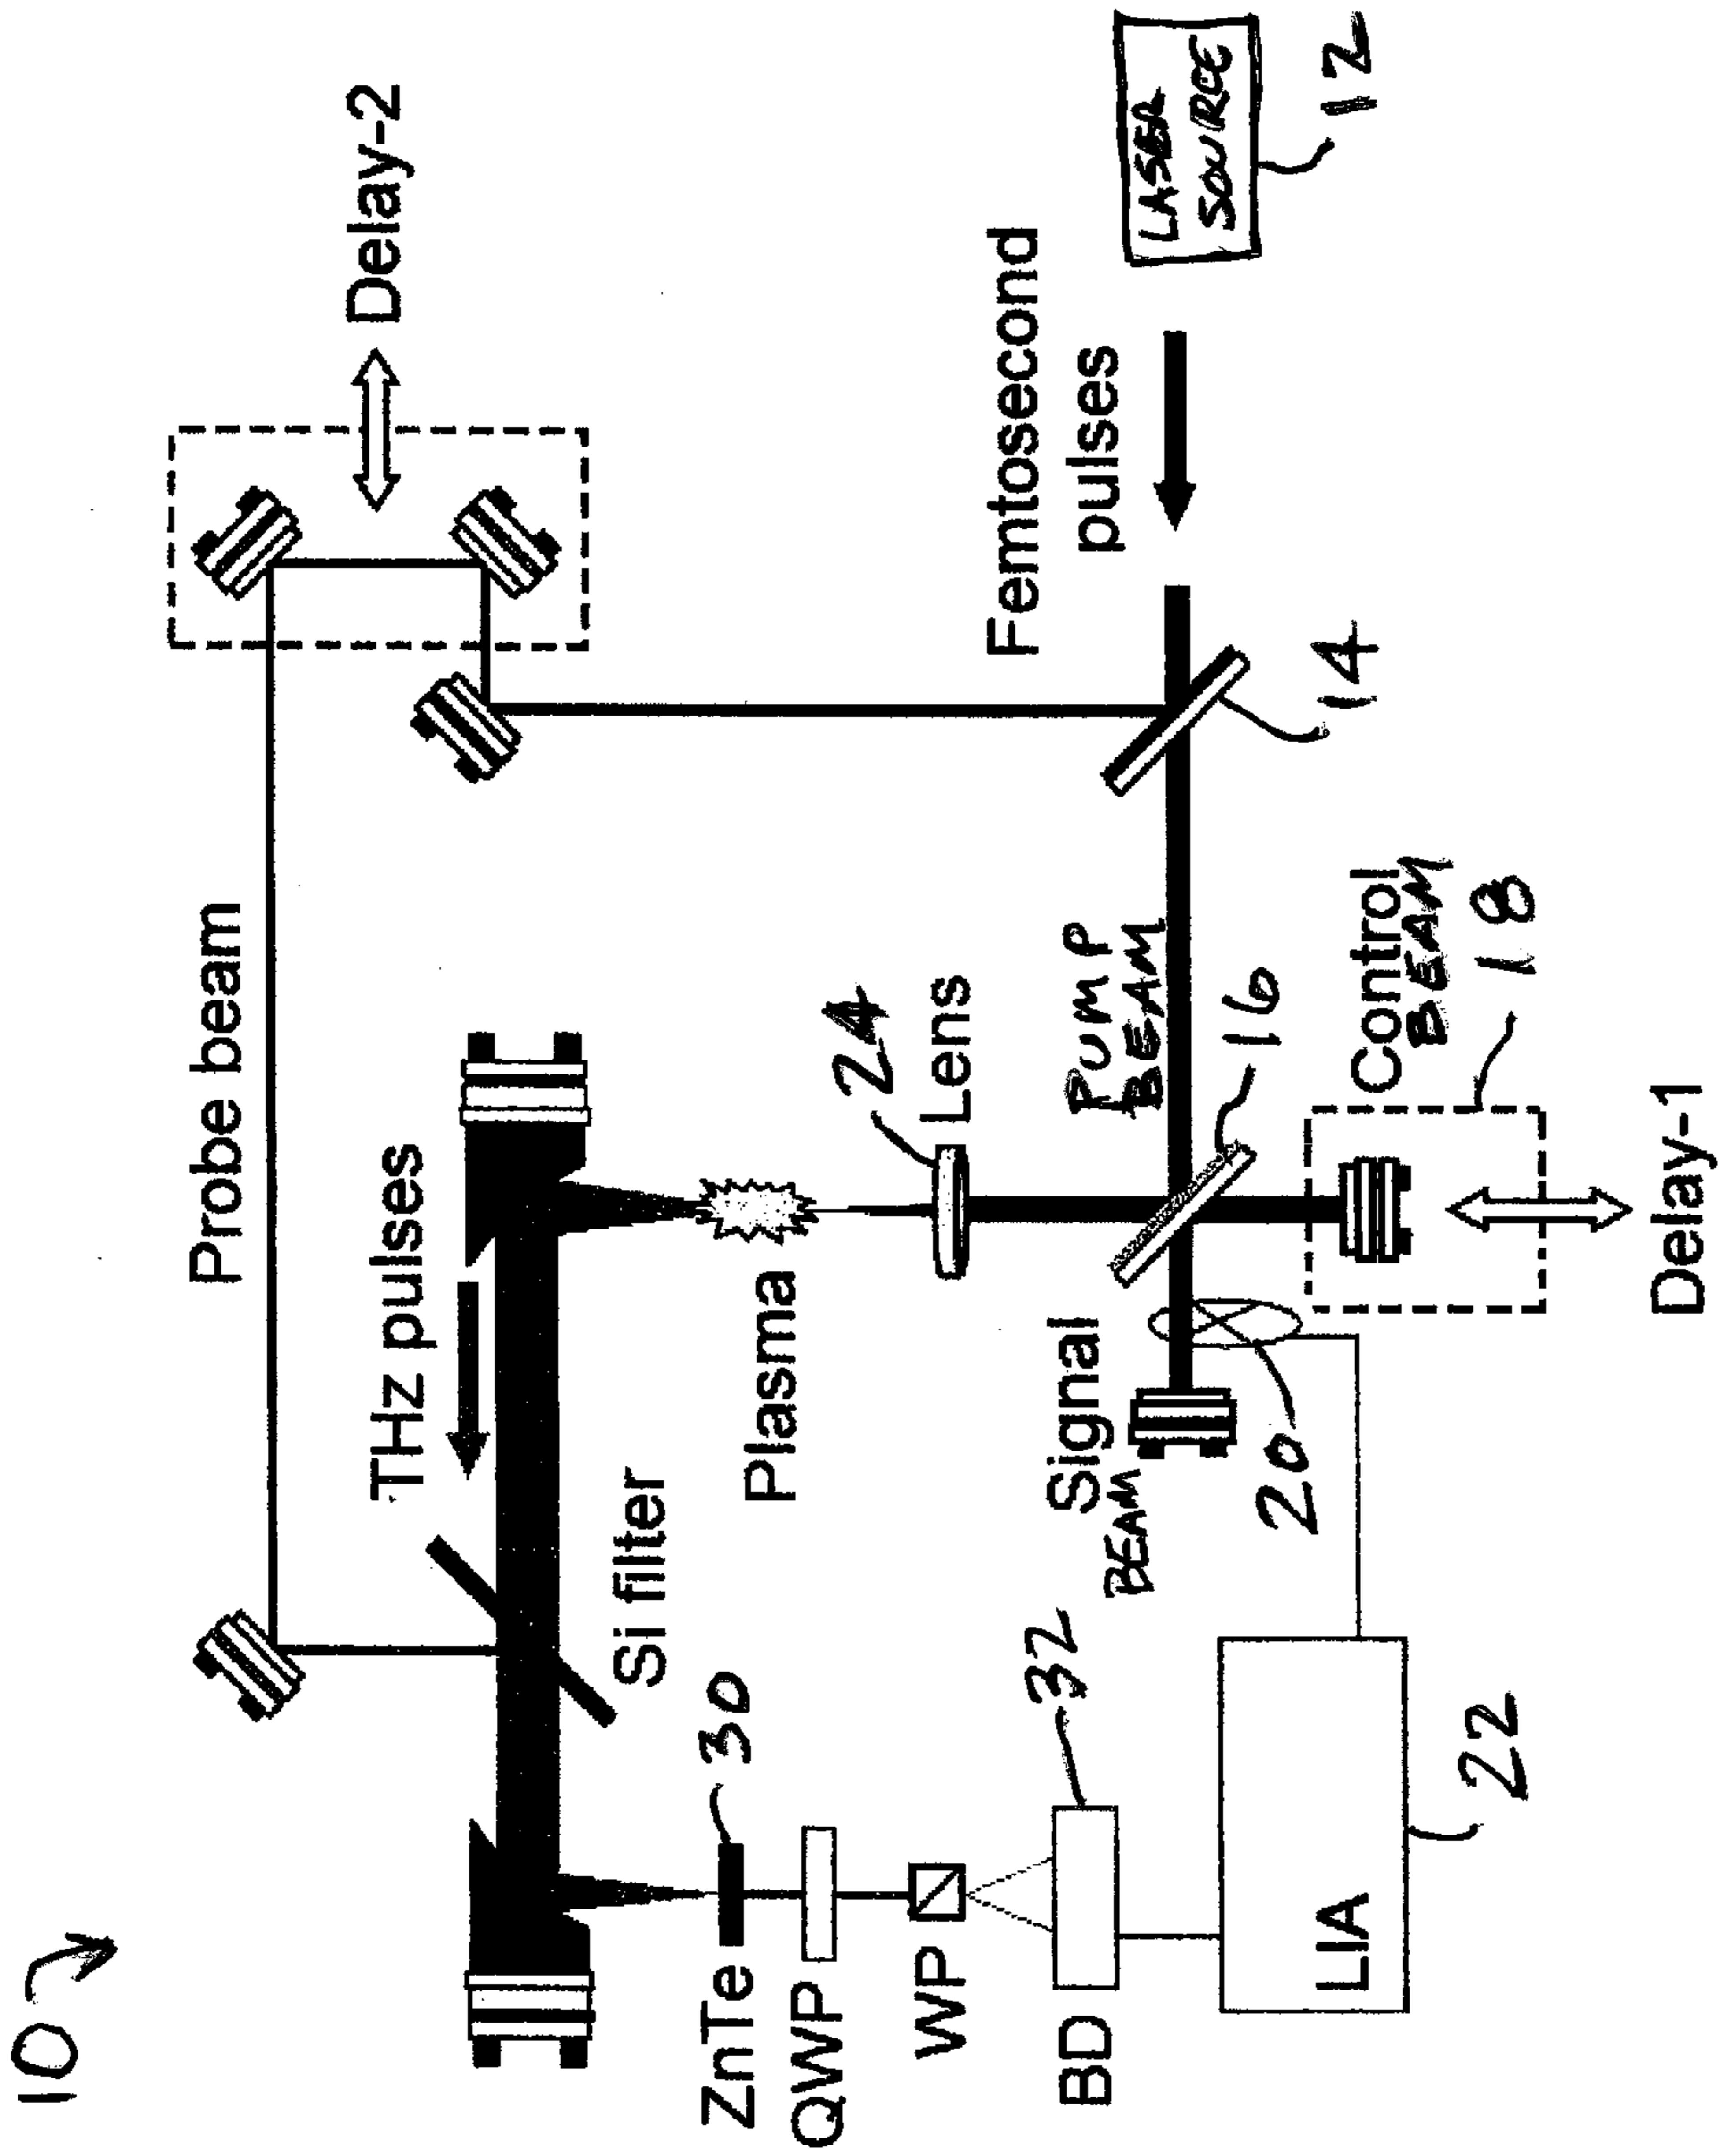 10
Probe beam
Delay-2
THz pulses
Si filter
ZnTe
30
QWP
WP
BD
32
LIA
22
Plasma
24
Lens
Signal
BEAM
20
PUMP
BEAM
16
Control
BEAM
18
Delay-1
Femtosecond
pulses
14
LASER
SOURCE
12